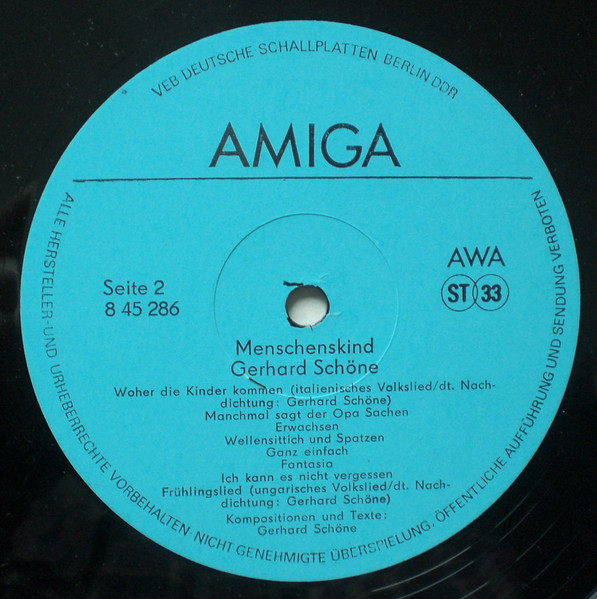 VEB DEUTSCHE SCHALLPLATTEN BERLIN DDR
AMIGA
AWA
Seite 2
8 45 286
ST 33
Menschenskind
Gerhard Schöne
Woher die Kinder kommen (italienisches Volkslied/dt. Nach-
dichtung: Gerhard Schöne)
Manchmal sagt der Opa Sachen
Erwachsen
Wellensittich und Spatzen
Ganz einfach
Fantasia
Ich kann es nicht vergessen
Frühlingslied (ungarisches Volkslied/dt. Nach-
dichtung: Gerhard Schöne)
Kompositionen und Texte:
Gerhard Schöne
ALLE HERSTELLER- UND URHEBERRECHTE VORBEHALTEN. NICHT GENEHMIGTE ÜBERSPIELUNG, ÖFFENTLICHE AUFFÜHRUNG UND SENDUNG VERBOTEN